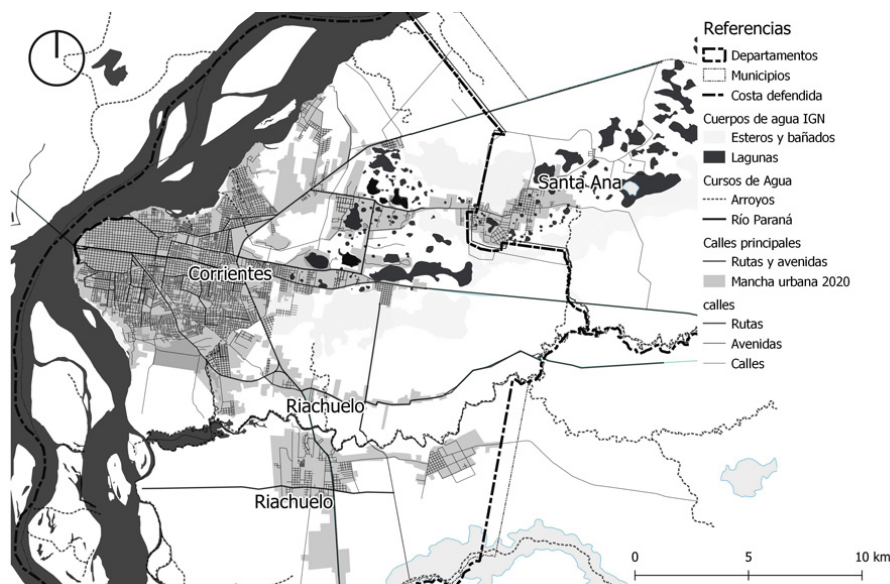 Referencias
Departamentos
Municipios
Costa defendida
Cuerpos de agua IGN
Esteros y bañados
Lagunas
Cursos de Agua
Arroyos
Río Paraná
Calles principales
Rutas y avenidas
Mancha urbana 2020
calles
Rutas
Avenidas
Calles
Santa Ana
Corrientes
Riachuelo
Riachuelo
0 5 10 km